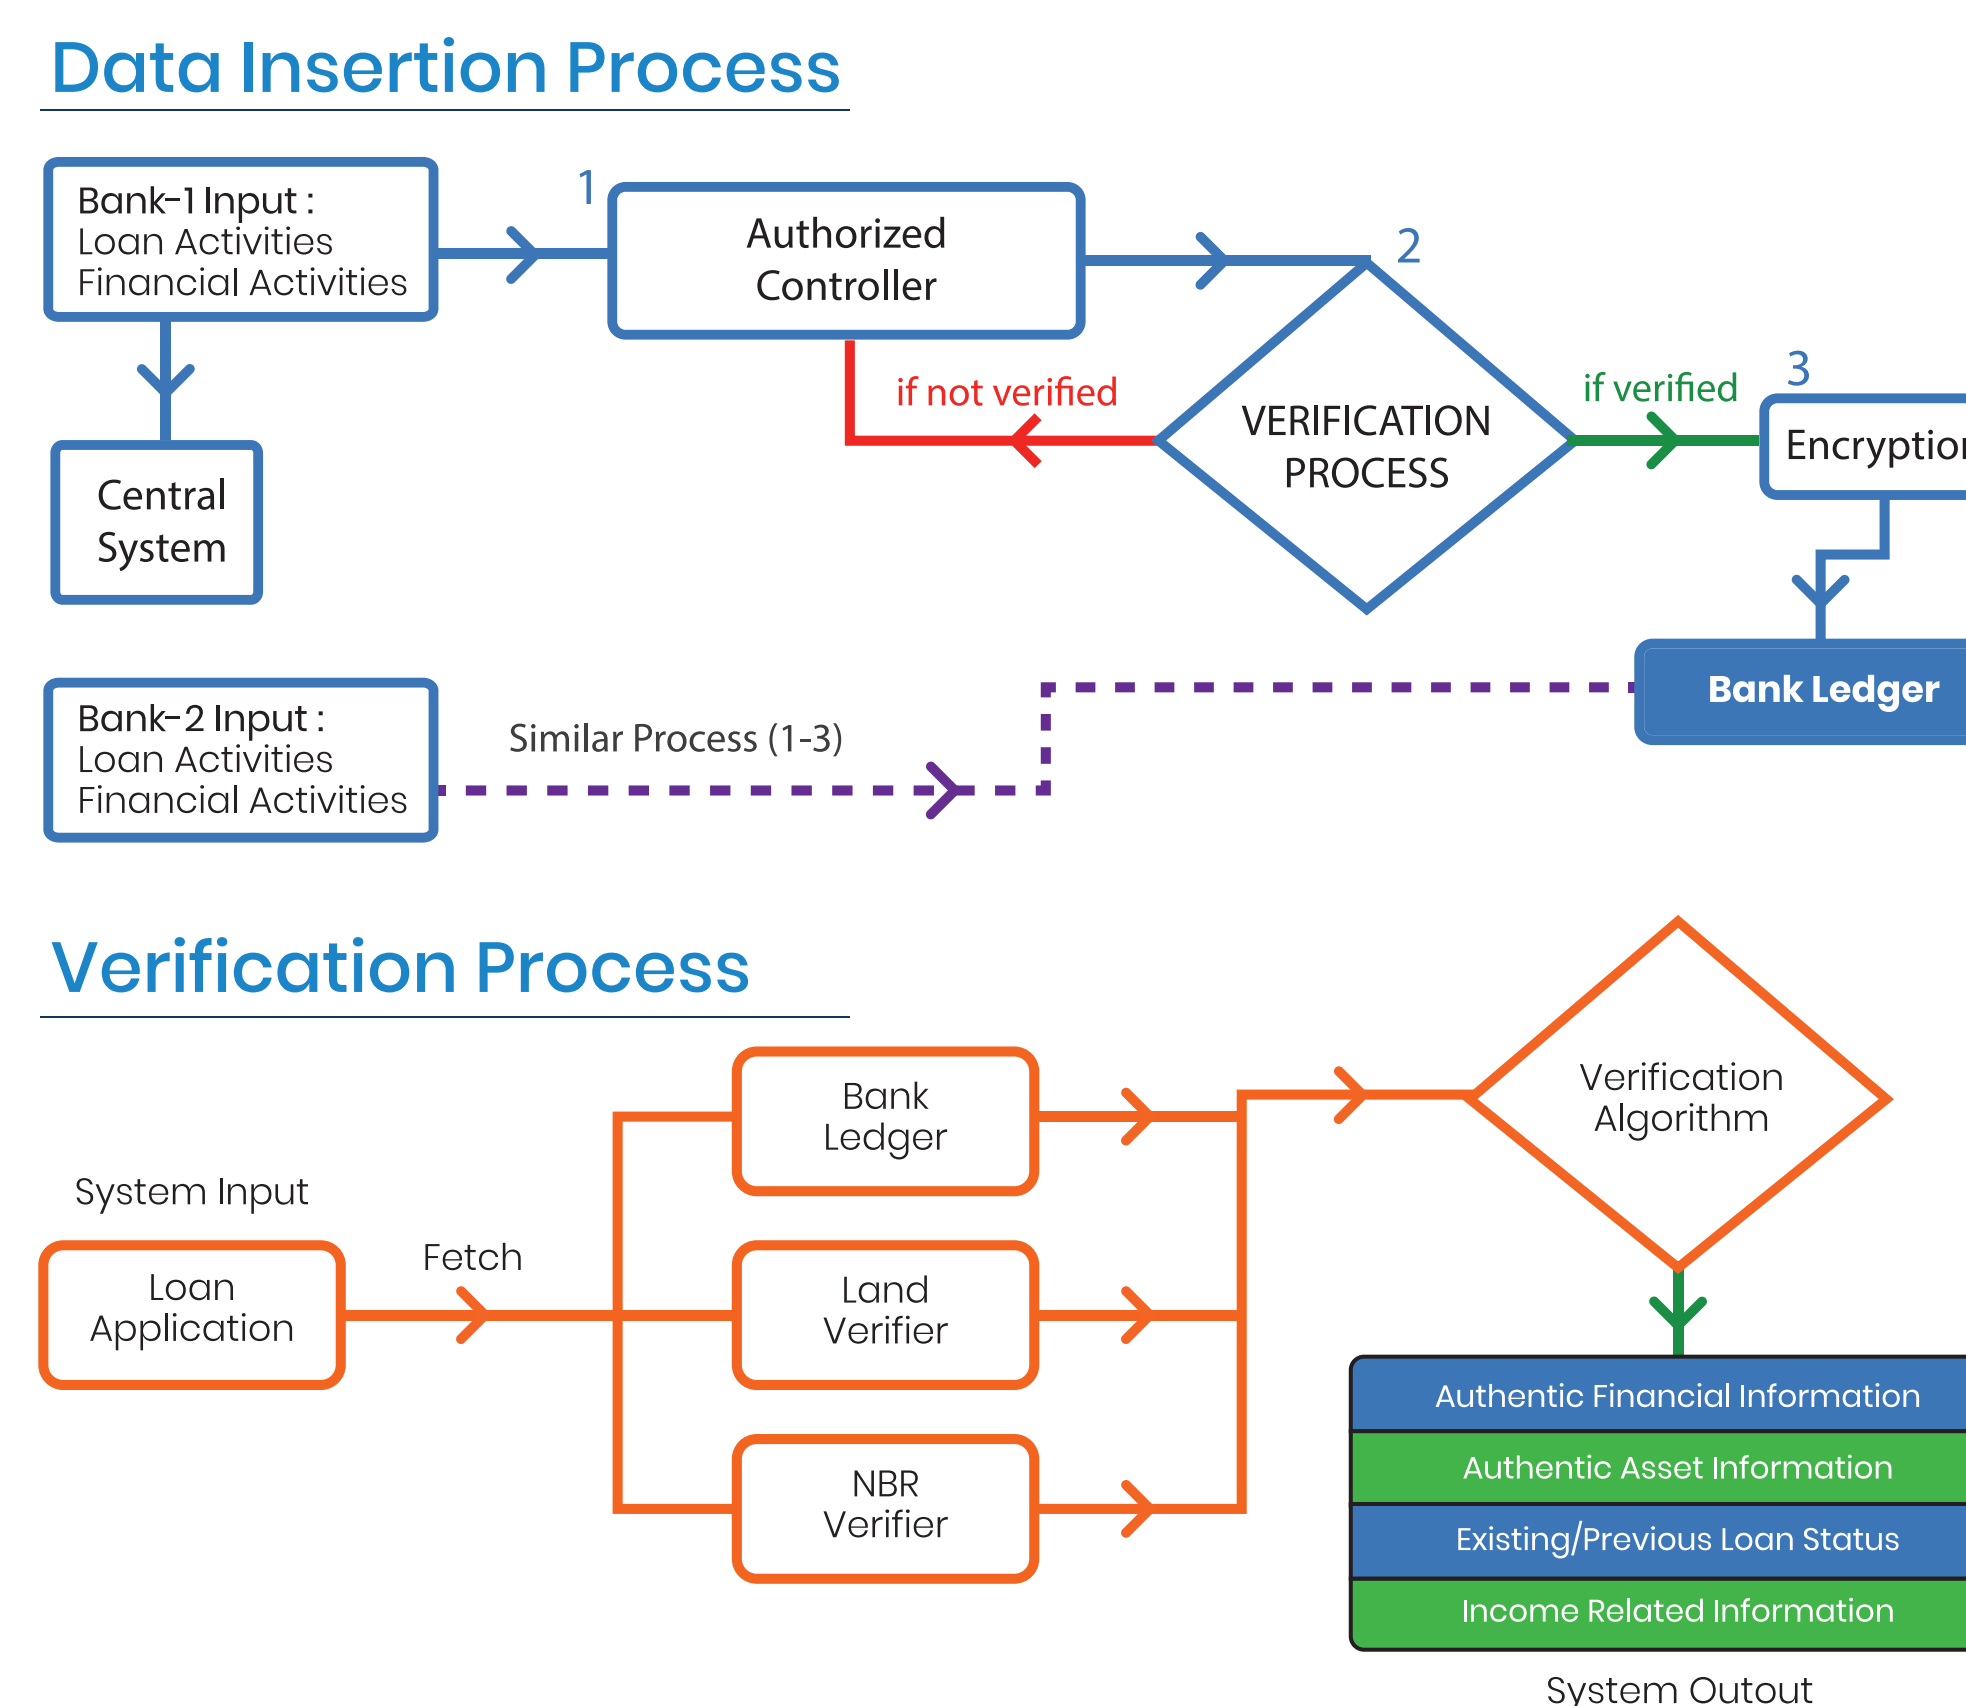 Data Insertion Process
Bank-1 Input :
Loan Activities
Financial Activities
1
Authorized
Controller
2
if not verified
VERIFICATION
PROCESS
if verified
3
Encryption
Central
System
Bank-2 Input :
Loan Activities
Financial Activities
Similar Process (1-3)
Bank Ledger
Verification Process
System Input
Loan
Application
Fetch
Bank
Ledger
Land
Verifier
NBR
Verifier
Verification
Algorithm
Authentic Financial Information
Authentic Asset Information
Existing/Previous Loan Status
Income Related Information
System Outout